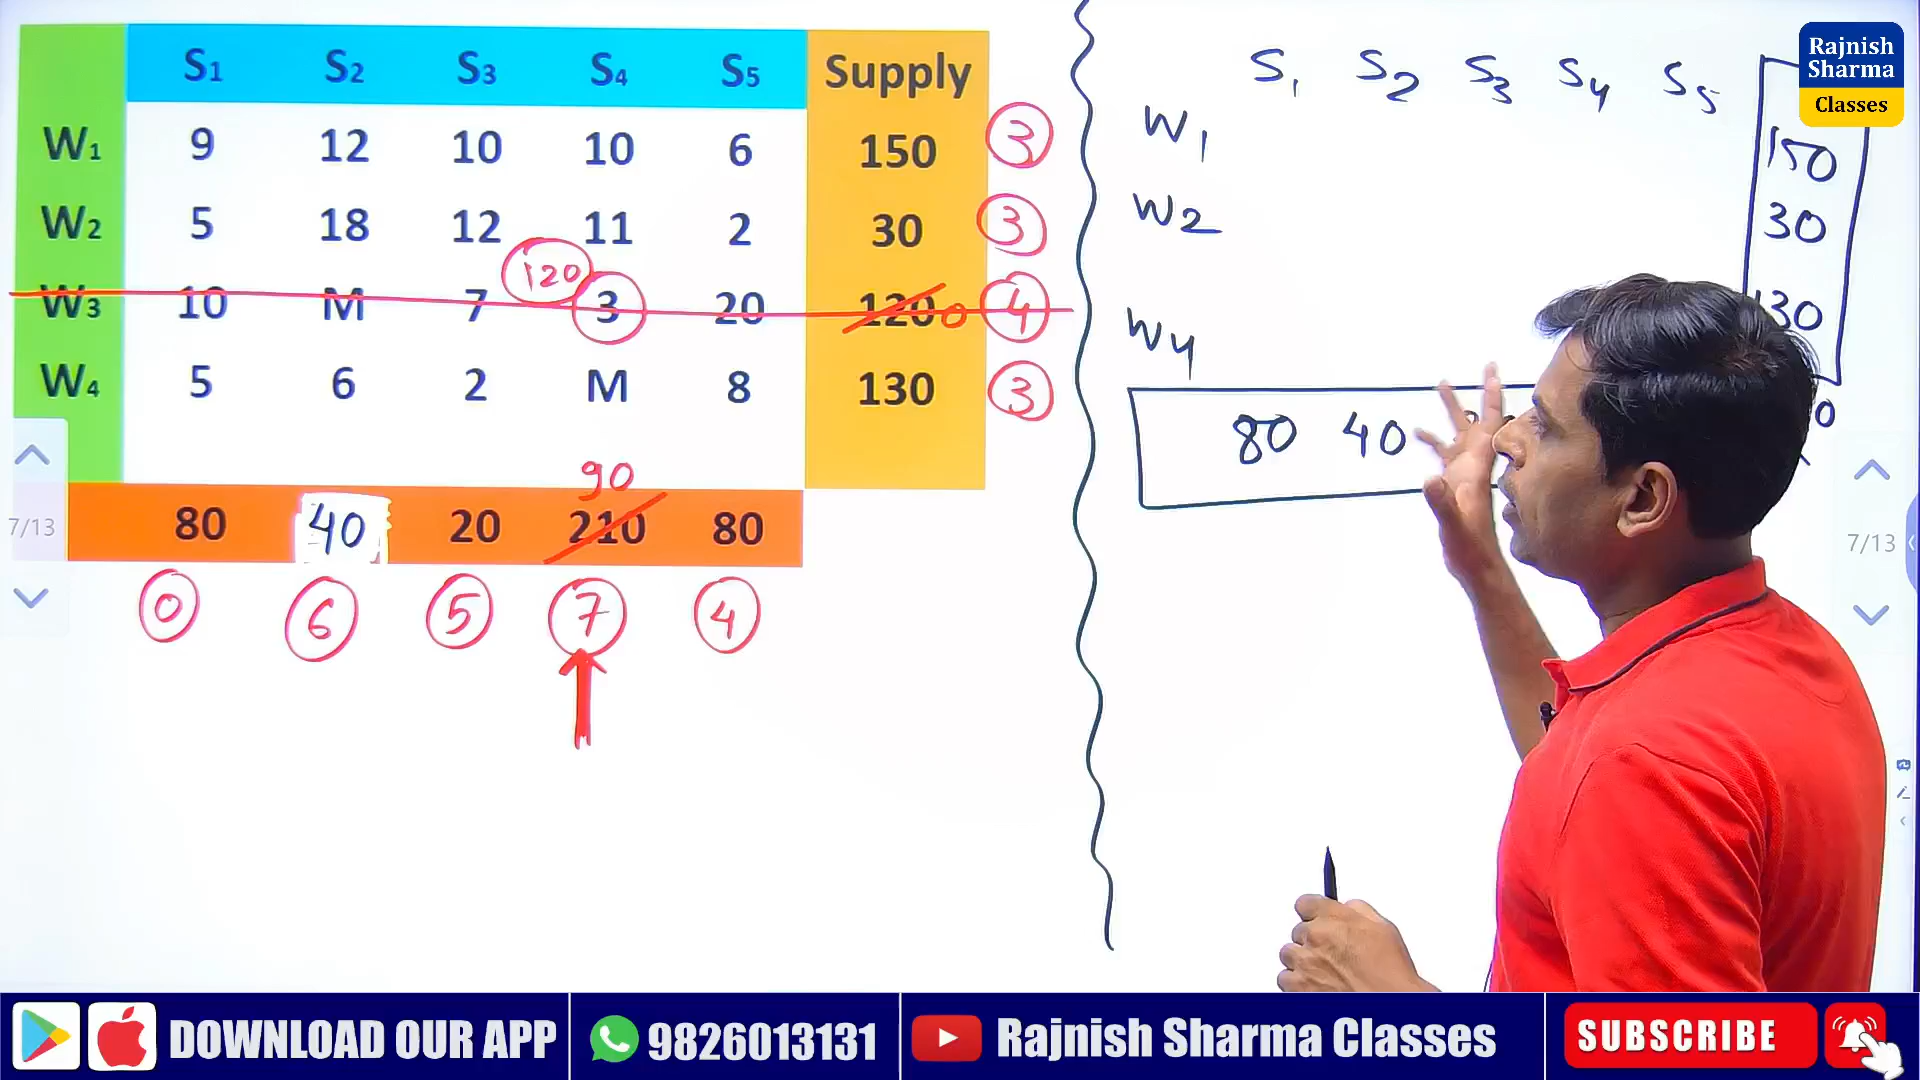 S1 S2 S3 S4 S5 Supply
W1 9 12 10 10 6 150 3
W2 5 18 12 11 2 30 3
120
W3 10 M 7 3 20 120 0 4
W4 5 6 2 M 8 130 3
90
80 40 20 210 80
0 6 5 7 4
S1 S2 S3 S4 S5
W1 150
W2 30
W4 130
80 40
7/13
7/13
Rajnish
Sharma
Classes
DOWNLOAD OUR APP 9826013131 Rajnish Sharma Classes SUBSCRIBE